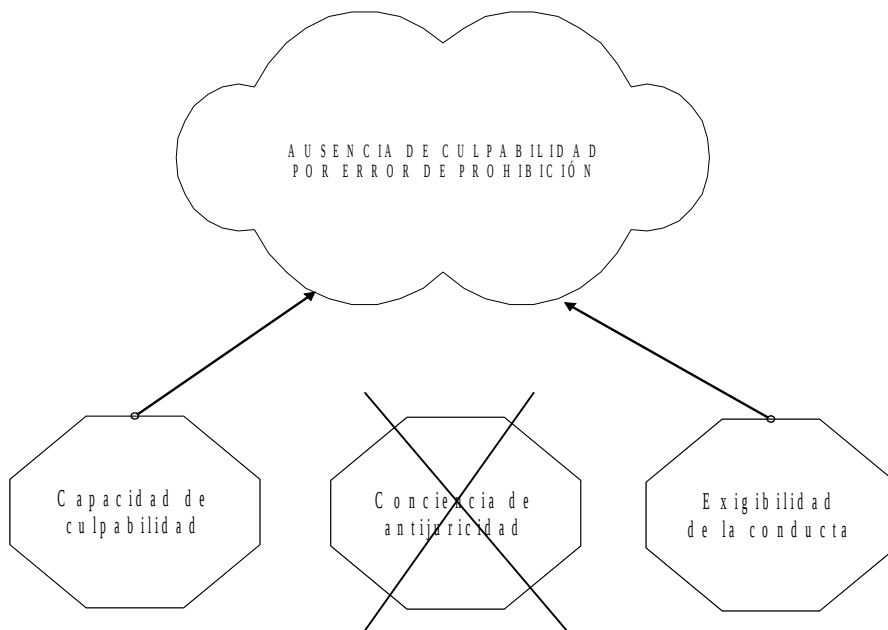 AUSENCIA DE CULPABILIDAD
POR ERROR DE PROHIBICIÓN
Capacidad de
culpabilidad
Conciencia de
antijuricidad
Exigibilidad
de la conducta